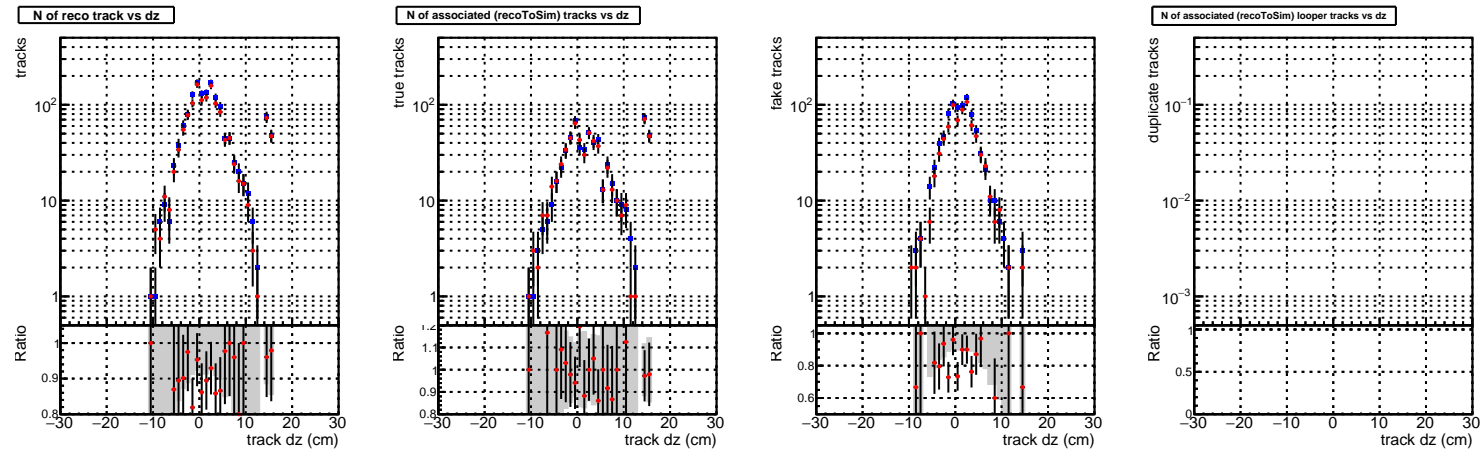 N of reco track vs dz
tracks
10²
10
1
Ratio
1
0.9
0.8
−30 −20 −10 0 10 20 30
track dz (cm)
N of associated (recoToSim) tracks vs dz
true tracks
10²
10
1
Ratio
1.2
1.1
1
0.9
0.8
−30 −20 −10 0 10 20 30
track dz (cm)
fake tracks
10²
10
1
Ratio
1
0.8
0.6
−30 −20 −10 0 10 20 30
track dz (cm)
N of associated (recoToSim) looper tracks vs dz
duplicate tracks
10⁻¹
10⁻²
10⁻³
Ratio
1
0.5
0
−30 −20 −10 0 10 20 30
track dz (cm)